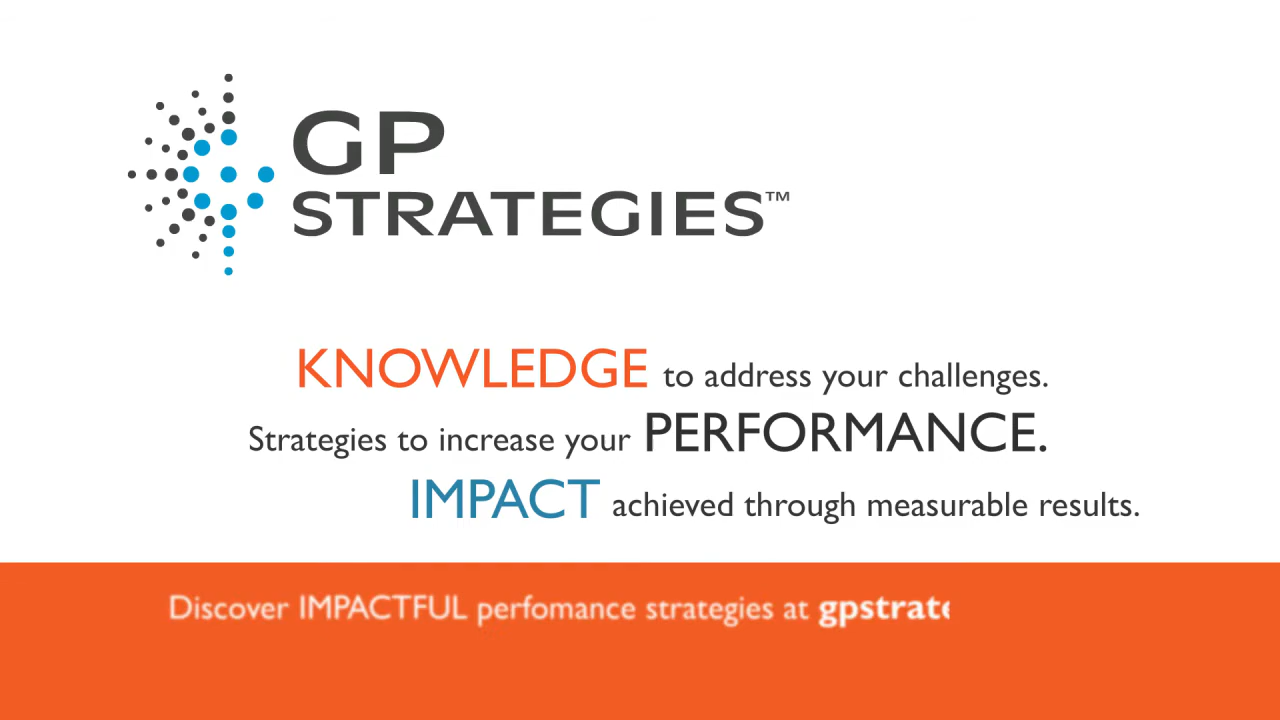 GP
STRATEGIES™
KNOWLEDGE to address your challenges.
Strategies to increase your PERFORMANCE.
IMPACT achieved through measurable results.
Discover IMPACTFUL perfomance strategies at gpstrate